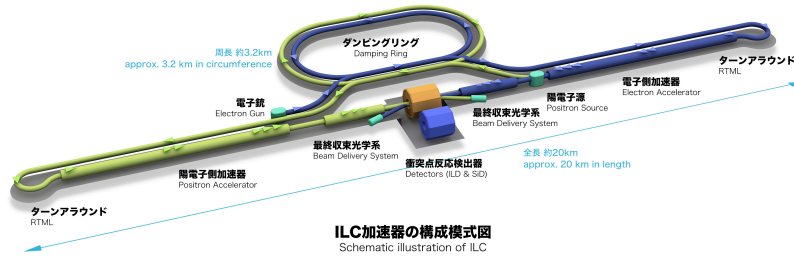 ダンピングリング
Damping Ring
周長 約3.2km
approx. 3.2 km in circumference
ターンアラウンド
RTML
電子側加速器
Electron Accelerator
陽電子源
Positron Source
電子銃
Electron Gun
最終収束光学系
Beam Delivery System
最終収束光学系
Beam Delivery System
全長 約20km
approx. 20 km in length
衝突点反応検出器
Detectors (ILD & SiD)
陽電子側加速器
Positron Accelerator
ターンアラウンド
RTML
ILC加速器の構成模式図
Schematic illustration of ILC